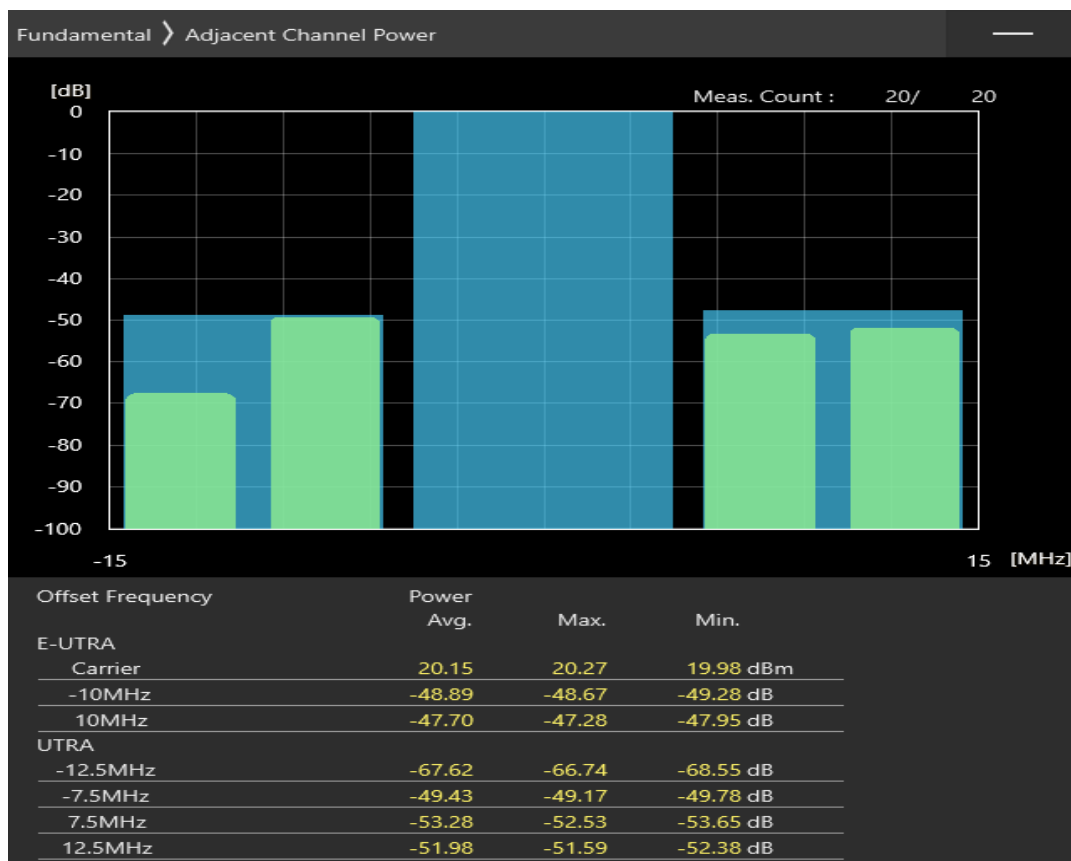 Fundamental ❯ Adjacent Channel Power
[dB]
Meas. Count : 20/ 20
0
-10
-20
-30
-40
-50
-60
-70
-80
-90
-100
-15 15 [MHz]
Offset Frequency Power
Avg. Max. Min.
E-UTRA
Carrier 20.15 20.27 19.98 dBm
-10MHz -48.89 -48.67 -49.28 dB
10MHz -47.70 -47.28 -47.95 dB
UTRA
-12.5MHz -67.62 -66.74 -68.55 dB
-7.5MHz -49.43 -49.17 -49.78 dB
7.5MHz -53.28 -52.53 -53.65 dB
12.5MHz -51.98 -51.59 -52.38 dB